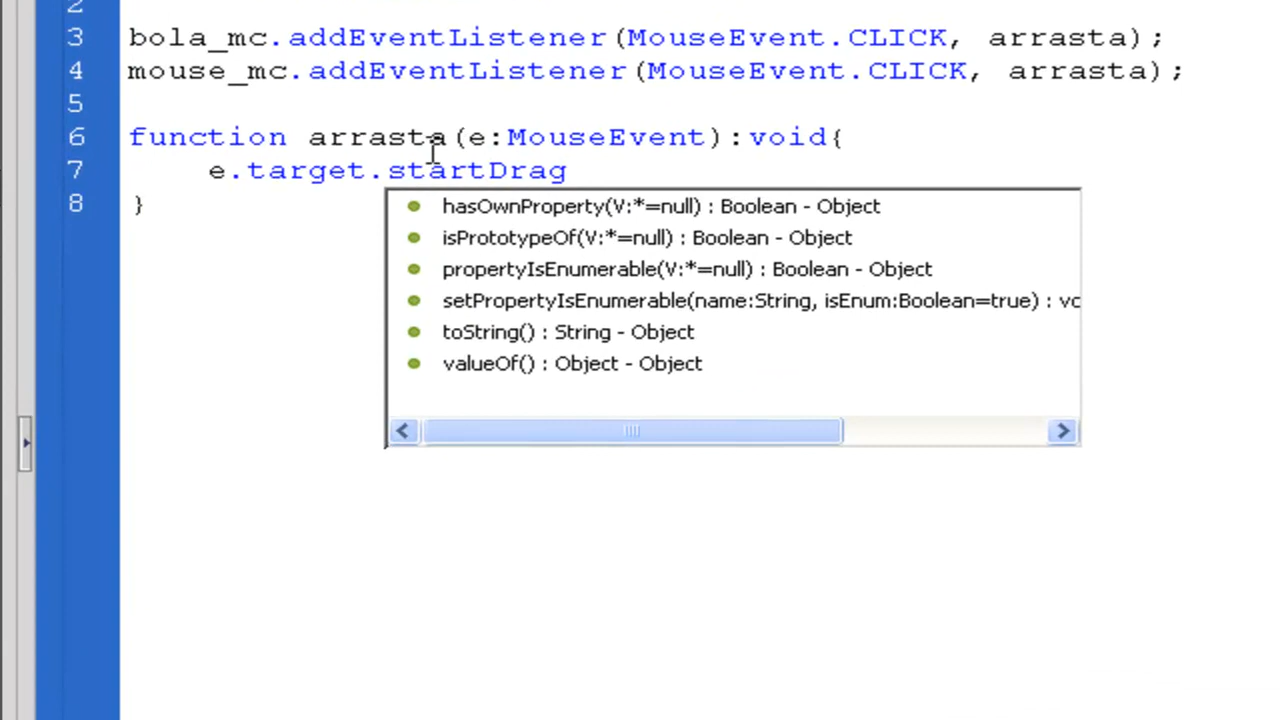 2
3 bola_mc.addEventListener(MouseEvent.CLICK, arrasta);
4 mouse_mc.addEventListener(MouseEvent.CLICK, arrasta);
5
6 function arrasta(e:MouseEvent):void{
7 e.target.startDrag
8 }
hasOwnProperty(V:*=null) : Boolean - Object
isPrototypeOf(V:*=null) : Boolean - Object
propertyIsEnumerable(V:*=null) : Boolean - Object
setPropertyIsEnumerable(name:String, isEnum:Boolean=true) : vo
toString() : String - Object
valueOf() : Object - Object